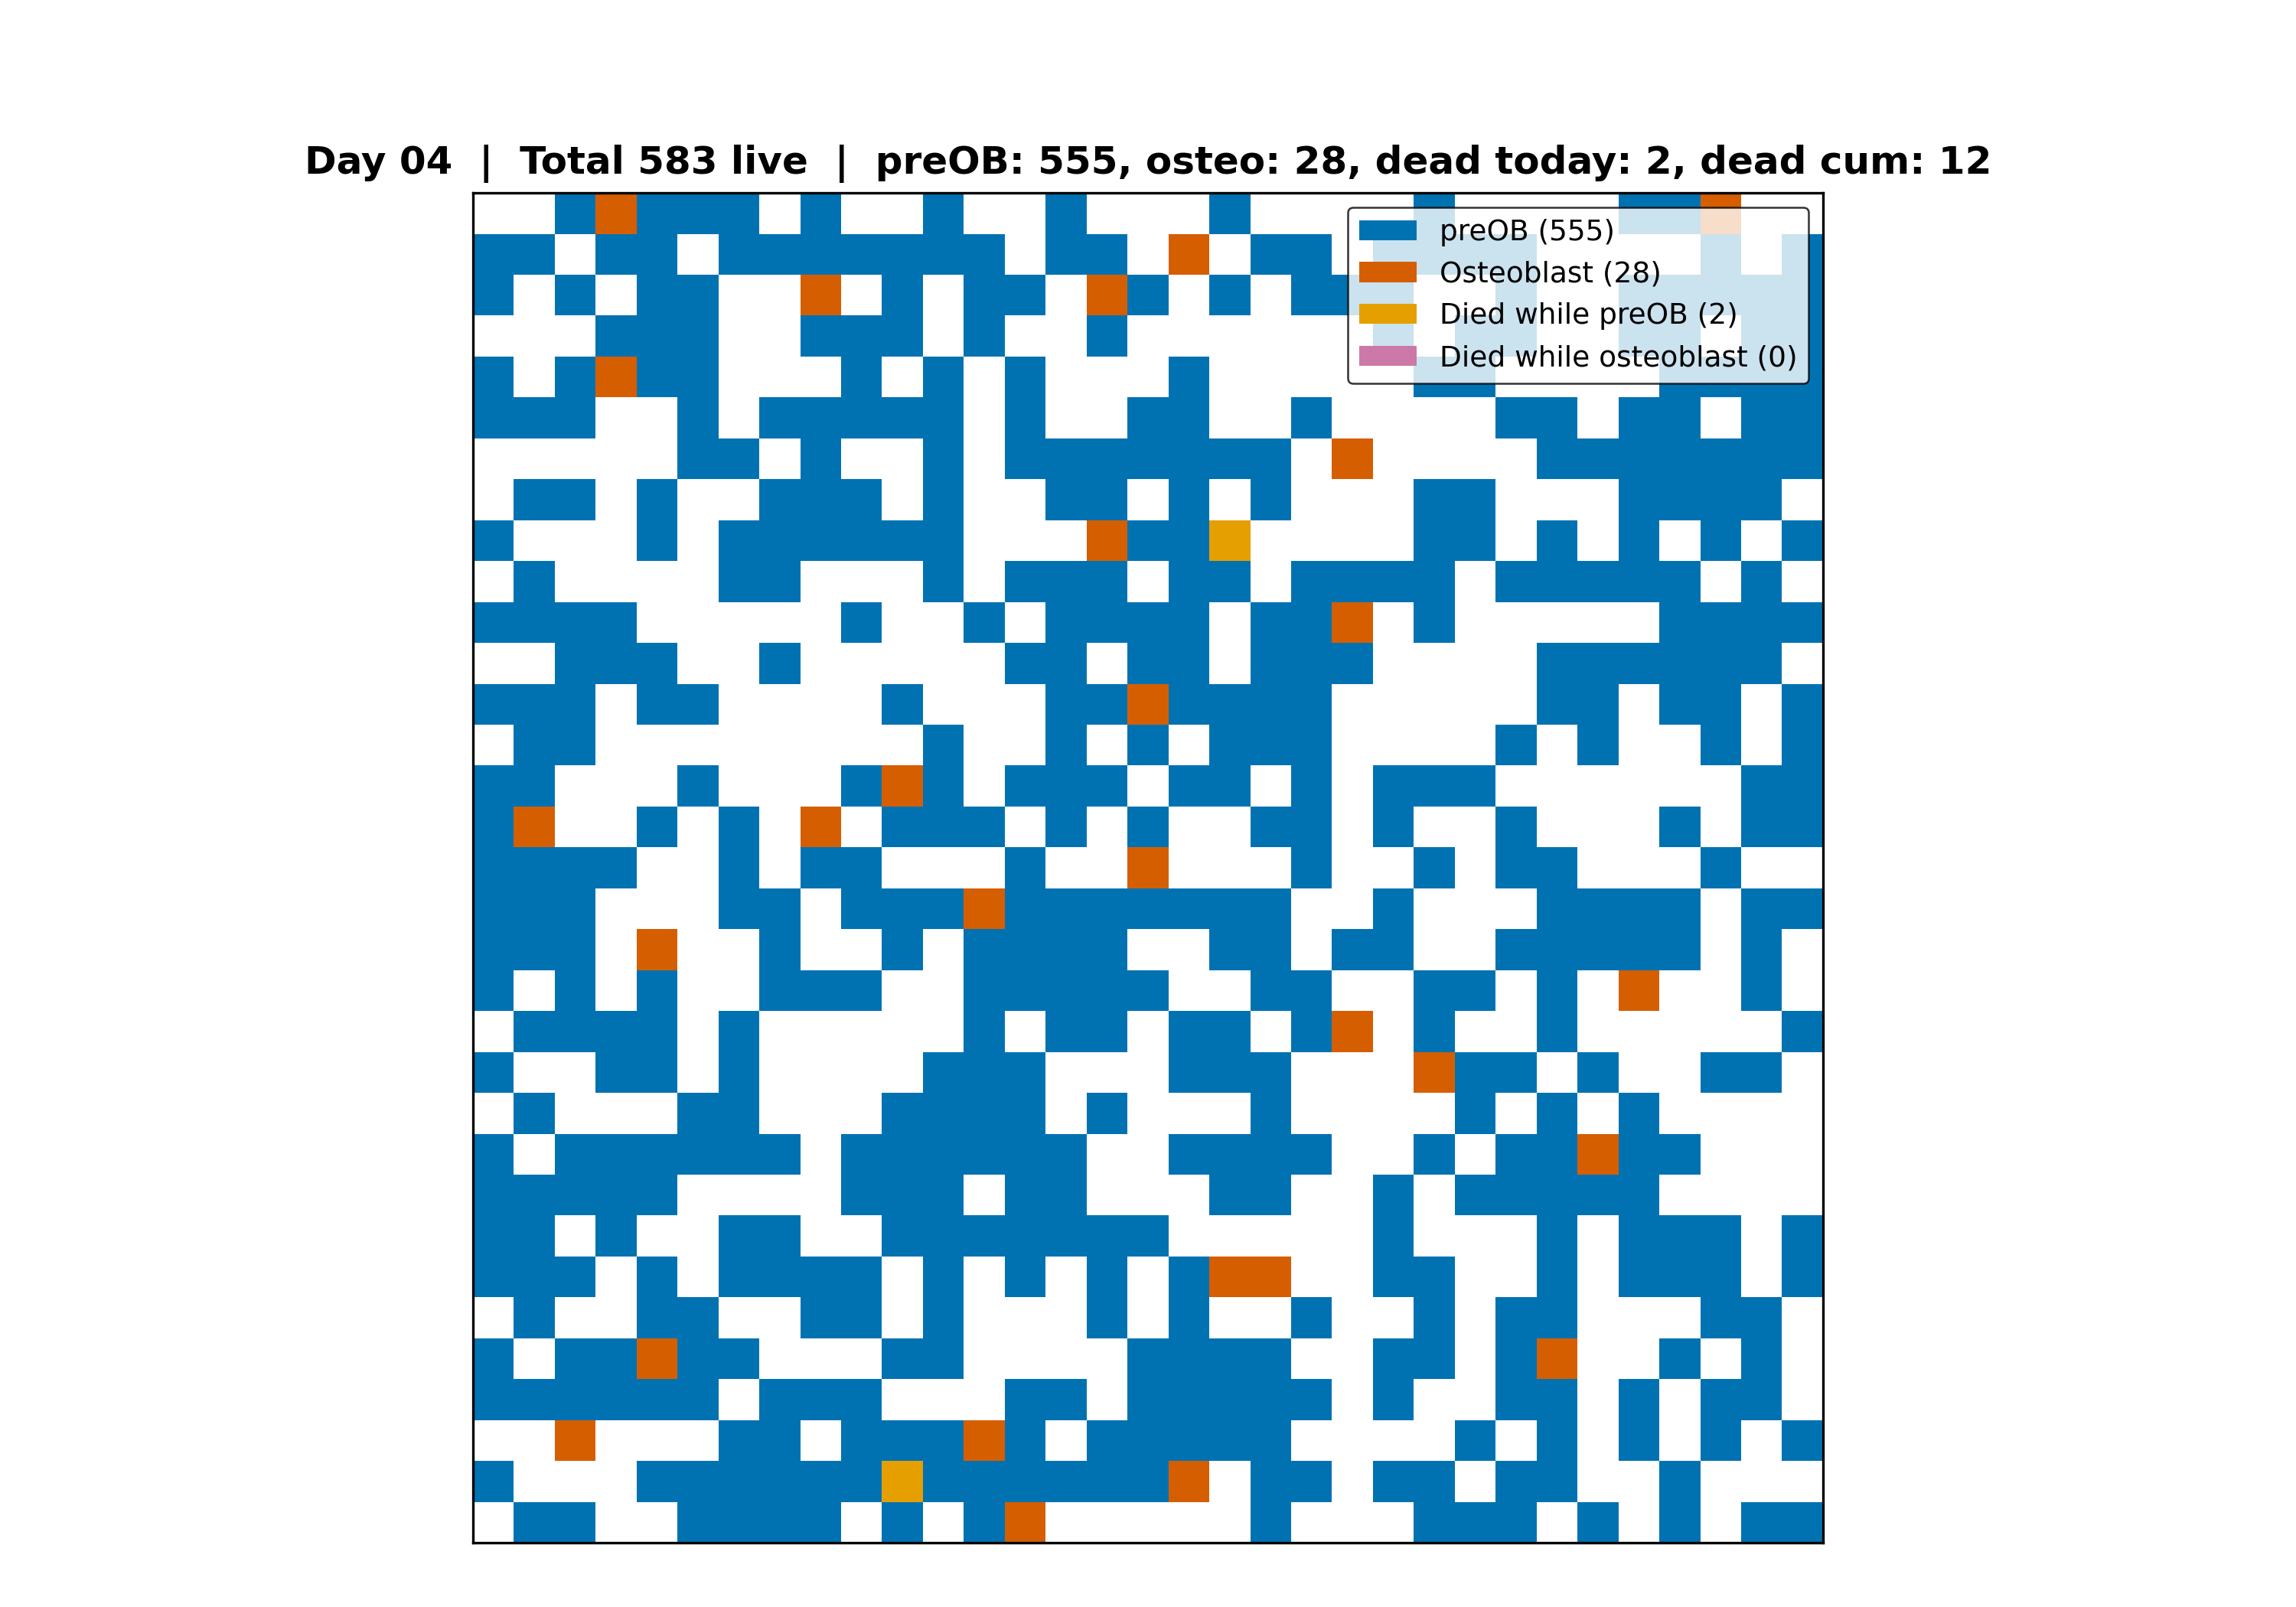 Day 04 | Total 583 live | preOB: 555, osteo: 28, dead today: 2, dead cum: 12
preOB (555)
Osteoblast (28)
Died while preOB (2)
Died while osteoblast (0)